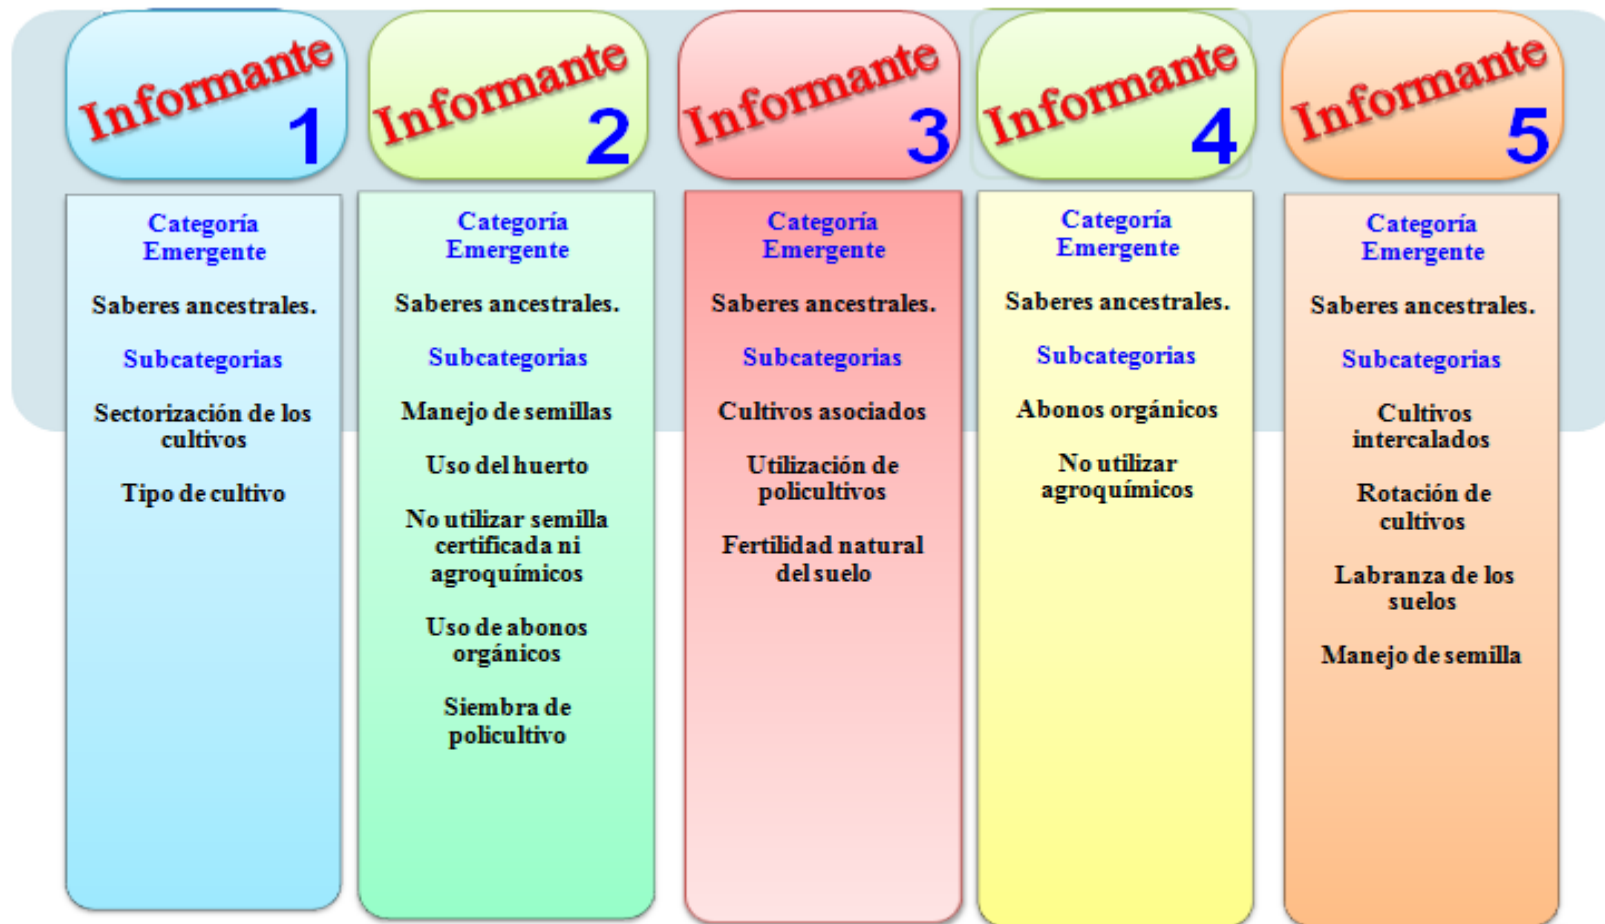 Informante
1
Categoría
Emergente
Saberes ancestrales.
Subcategorias
Sectorización de los
cultivos
Tipo de cultivo
Informante
2
Categoría
Emergente
Saberes ancestrales.
Subcategorias
Manejo de semillas
Uso del huerto
No utilizar semilla
certificada ni
agroquímicos
Uso de abonos
orgánicos
Siembra de
policultivo
Informante
3
Categoría
Emergente
Saberes ancestrales.
Subcategorias
Cultivos asociados
Utilización de
policultivos
Fertilidad natural
del suelo
Informante
4
Categoría
Emergente
Saberes ancestrales.
Subcategorias
Abonos orgánicos
No utilizar
agroquímicos
Informante
5
Categoría
Emergente
Saberes ancestrales.
Subcategorias
Cultivos
intercalados
Rotación de
cultivos
Labranza de los
suelos
Manejo de semilla